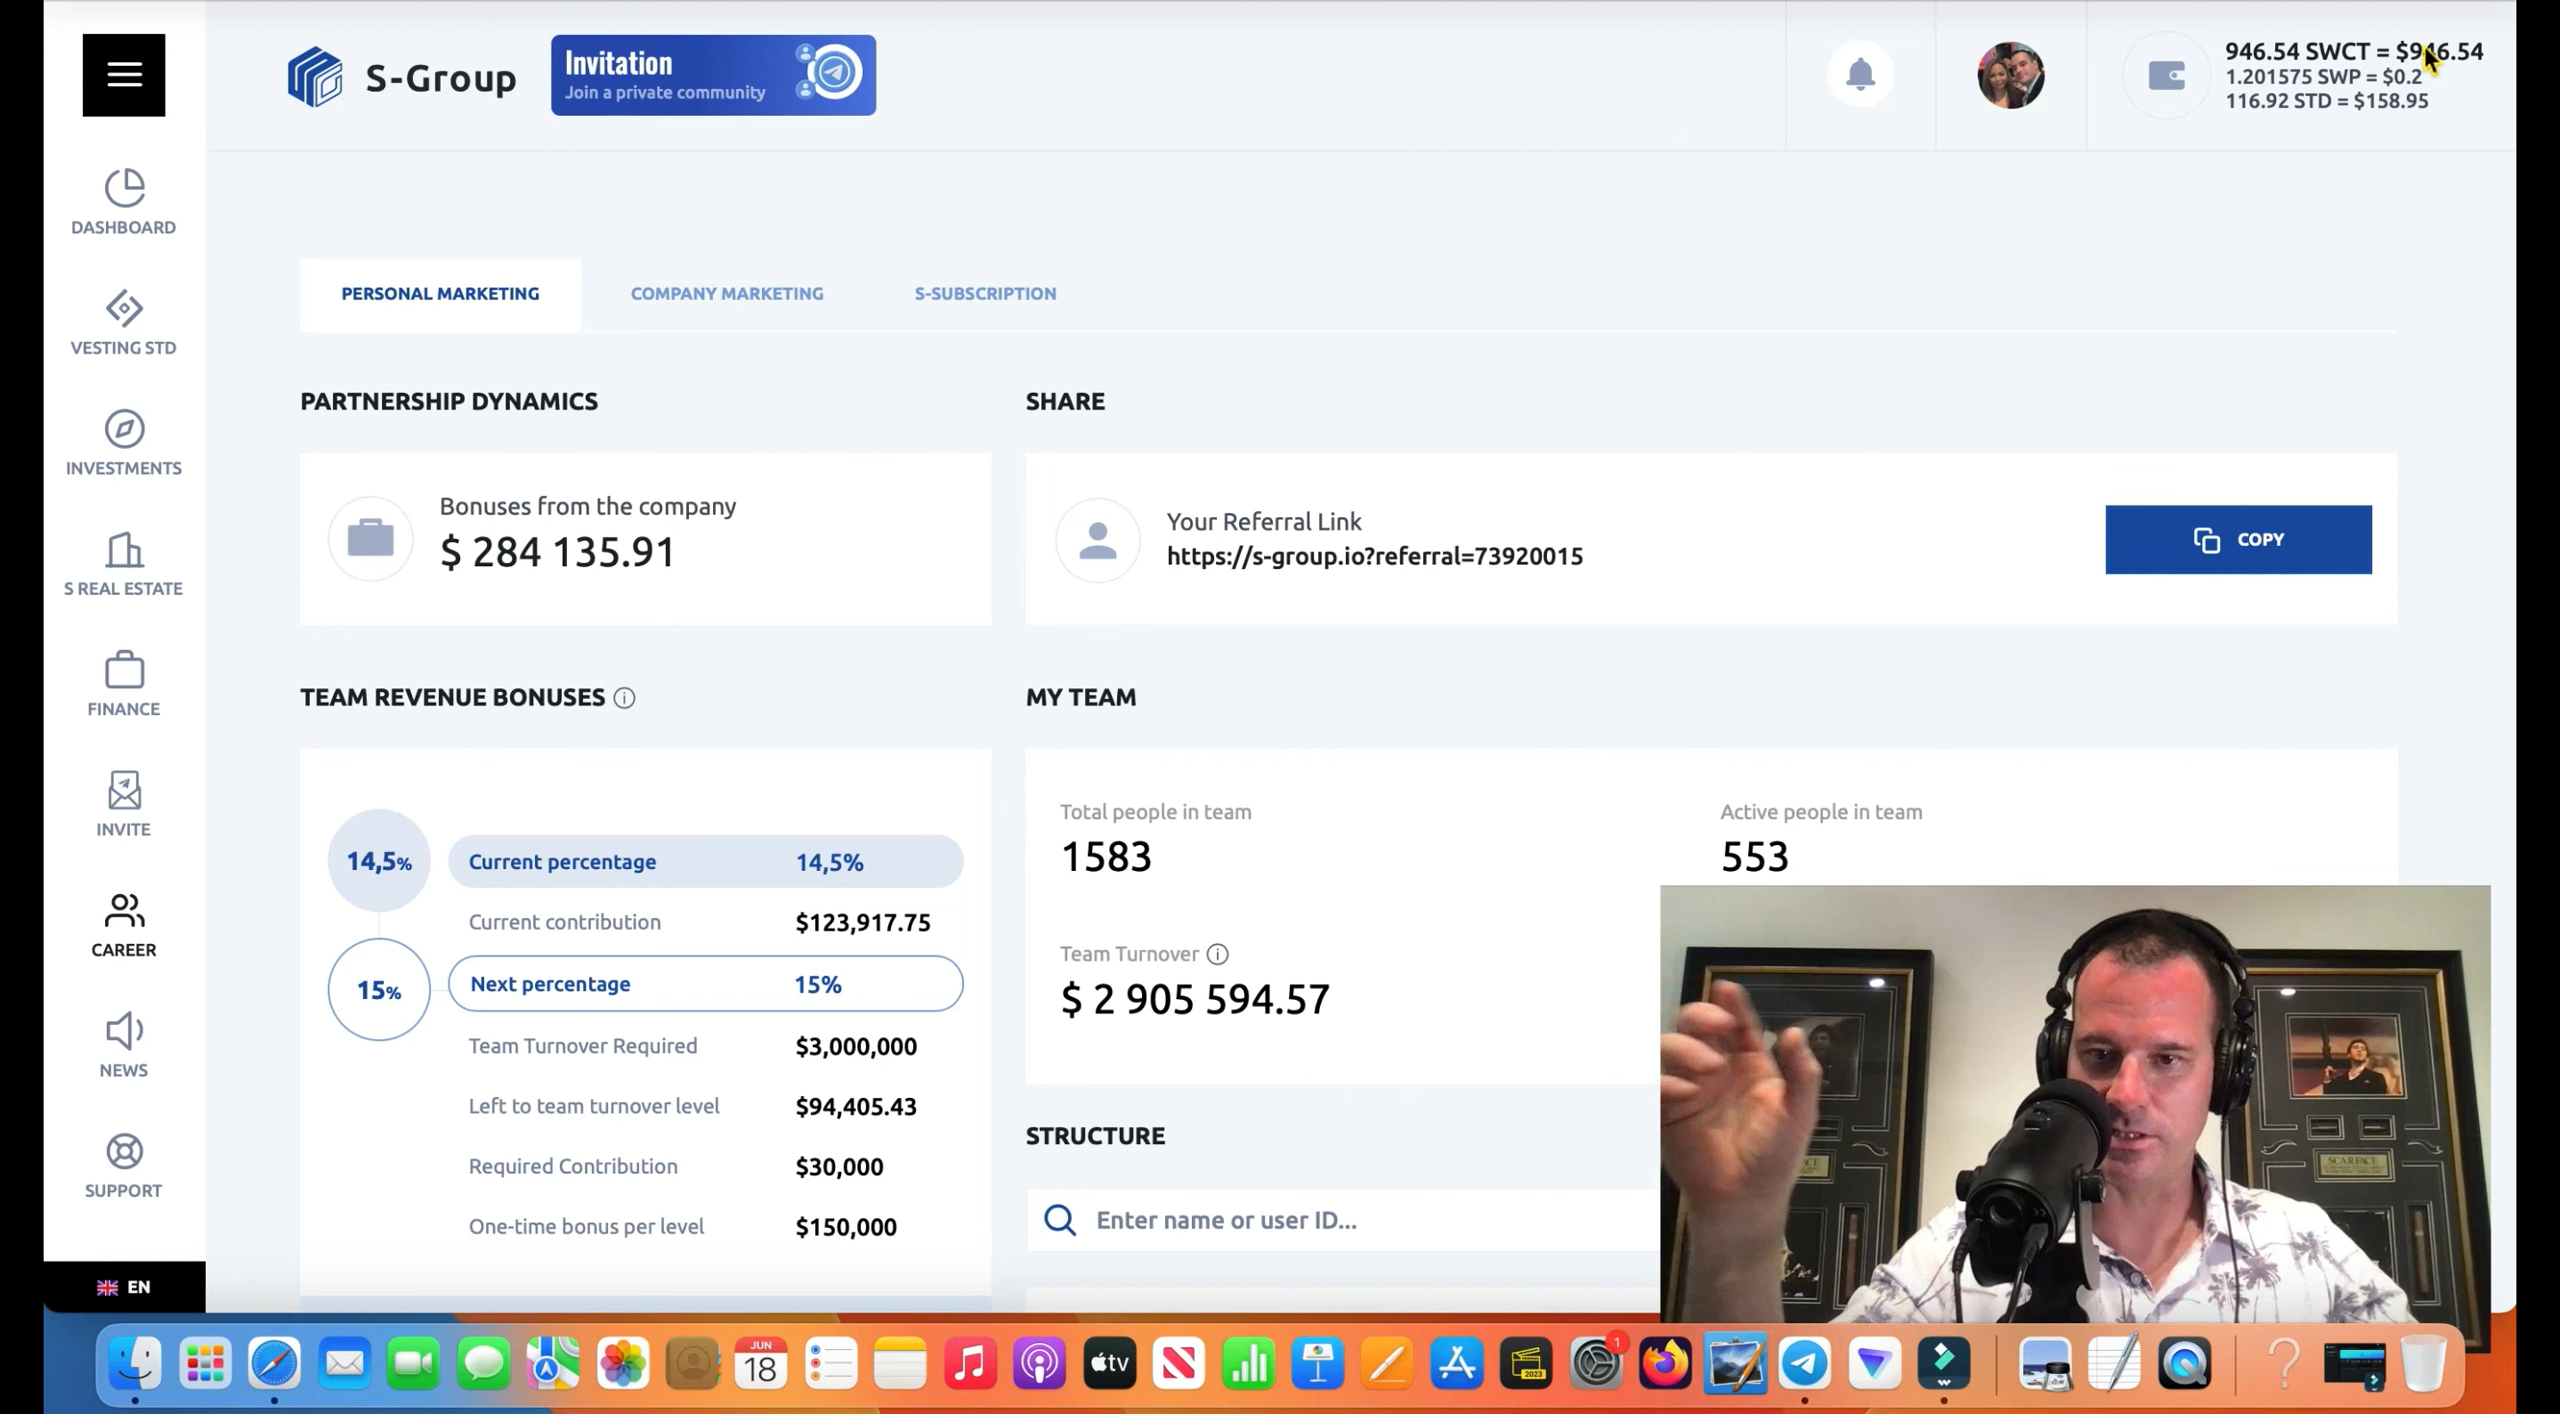 S-Group
Invitation
Join a private community
946.54 SWCT = $946.54
1.201575 SWP = $0.2
116.92 STD = $158.95
DASHBOARD
VESTING STD
INVESTMENTS
S REAL ESTATE
FINANCE
INVITE
CAREER
NEWS
SUPPORT
EN
PERSONAL MARKETING
COMPANY MARKETING
S-SUBSCRIPTION
PARTNERSHIP DYNAMICS
Bonuses from the company
$ 284 135.91
SHARE
Your Referral Link
https://s-group.io?referral=73920015
COPY
TEAM REVENUE BONUSES
14,5%
Current percentage 14,5%
Current contribution $123,917.75
15%
Next percentage 15%
Team Turnover Required $3,000,000
Left to team turnover level $94,405.43
Required Contribution $30,000
One-time bonus per level $150,000
MY TEAM
Total people in team
1583
Active people in team
553
Team Turnover
$ 2 905 594.57
STRUCTURE
Enter name or user ID...
SCARFACE
JUN
18
tv
2023
1